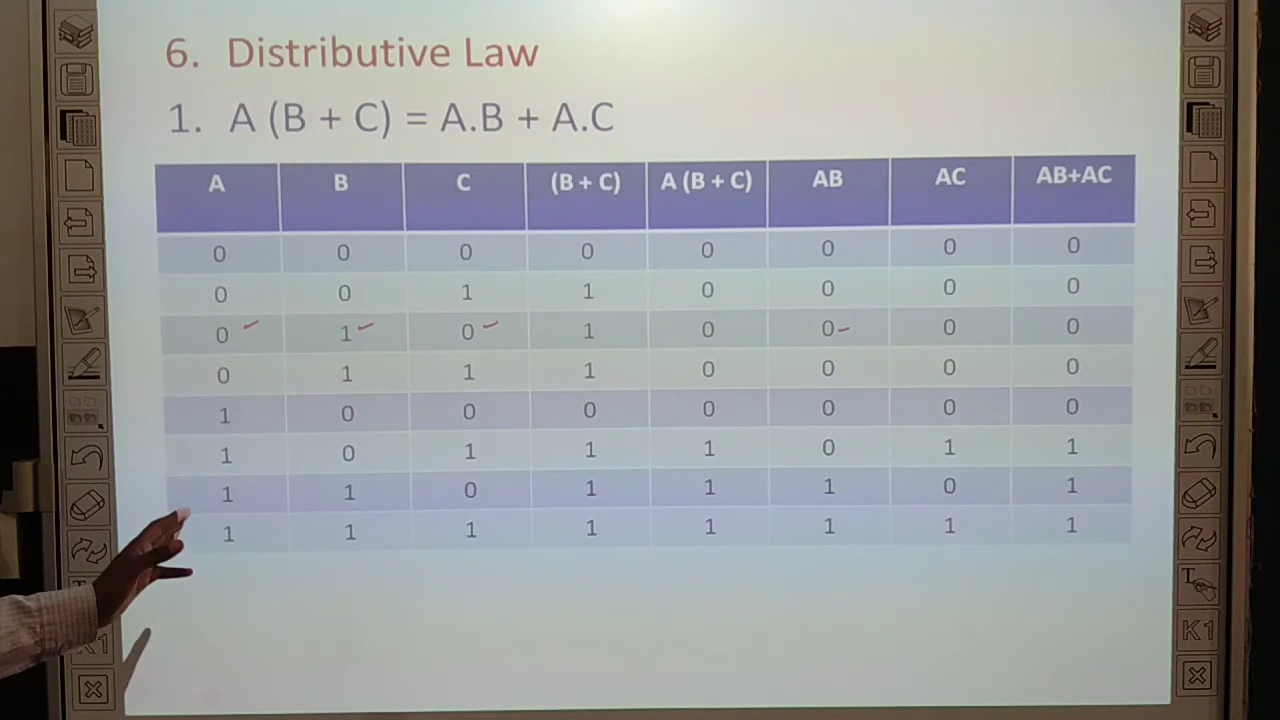 6. Distributive Law
1. A (B + C) = A.B + A.C
A B C (B + C) A (B + C) AB AC AB+AC
0 0 0 0 0 0 0 0
0 0 1 1 0 0 0 0
0 1 0 1 0 0 0 0
0 1 1 1 0 0 0 0
1 0 0 0 0 0 0 0
1 0 1 1 1 0 1 1
1 1 0 1 1 1 0 1
1 1 1 1 1 1 1 1
T
T
K1
K1